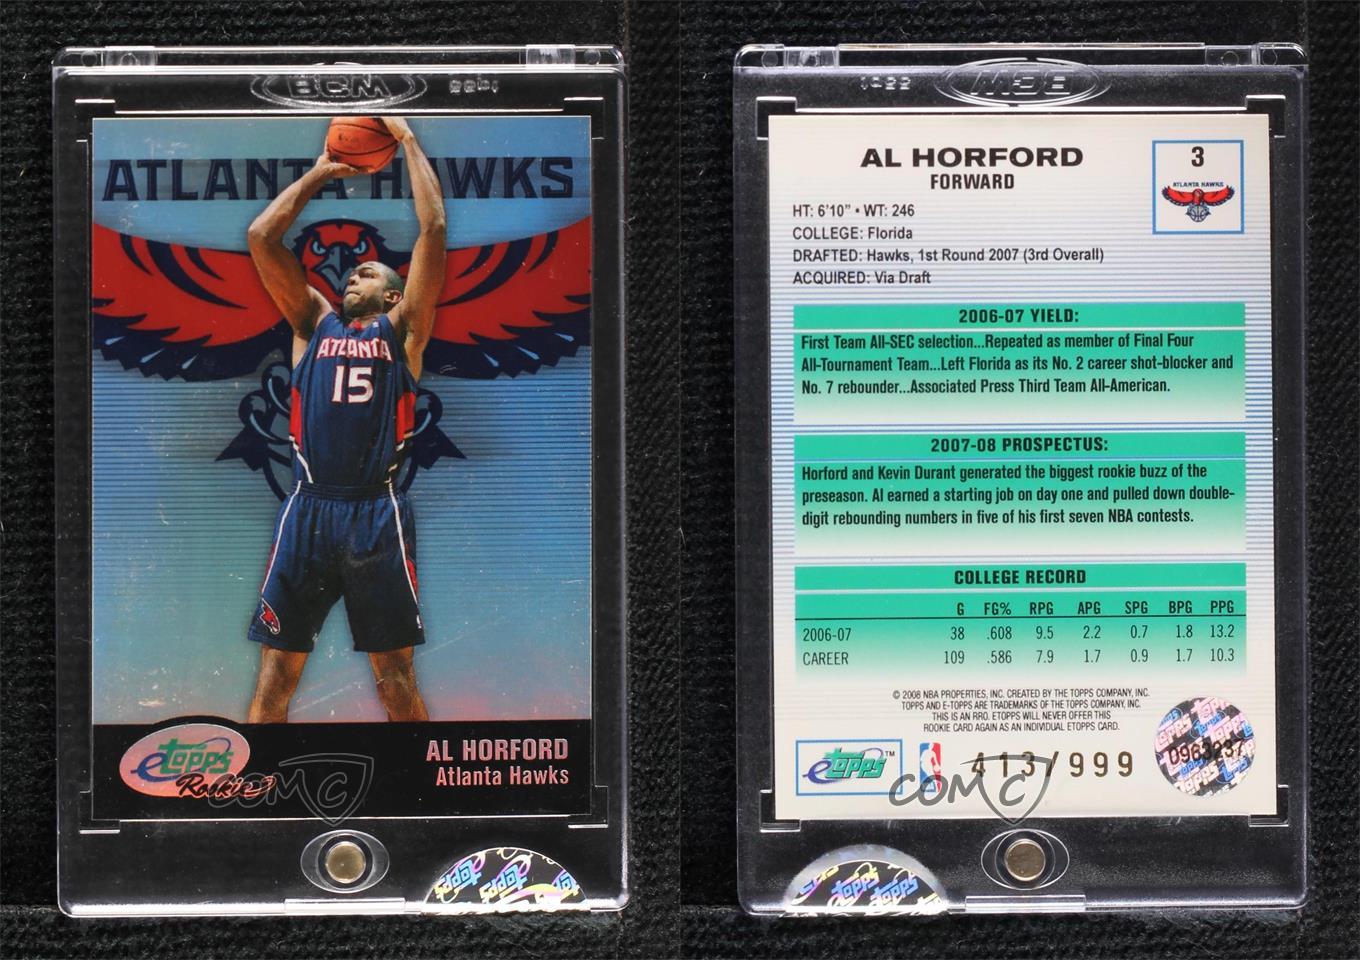 BCM
ATLANTA HAWKS
ATLANTA
15
etopps
Rookie
AL HORFORD
Atlanta Hawks
COMC
topps topps topps
AL HORFORD
FORWARD
3
ATLANTA HAWKS
HT: 6'10" • WT: 246
COLLEGE: Florida
DRAFTED: Hawks, 1st Round 2007 (3rd Overall)
ACQUIRED: Via Draft
2006-07 YIELD:
First Team All-SEC selection...Repeated as member of Final Four
All-Tournament Team...Left Florida as its No. 2 career shot-blocker and
No. 7 rebounder...Associated Press Third Team All-American.
2007-08 PROSPECTUS:
Horford and Kevin Durant generated the biggest rookie buzz of the
preseason. Al earned a starting job on day one and pulled down double-
digit rebounding numbers in five of his first seven NBA contests.
COLLEGE RECORD
G FG% RPG APG SPG BPG PPG
2006-07 38 .608 9.5 2.2 0.7 1.8 13.2
CAREER 109 .586 7.9 1.7 0.9 1.7 10.3
© 2008 NBA PROPERTIES, INC. CREATED BY THE TOPPS COMPANY, INC.
TOPPS AND E-TOPPS ARE TRADEMARKS OF THE TOPPS COMPANY, INC.
THIS IS AN RRO. ETOPPS WILL NEVER OFFER THIS
ROOKIE CARD AGAIN AS AN INDIVIDUAL ETOPPS CARD.
etopps™
413/999
COMC
topps
topps topps